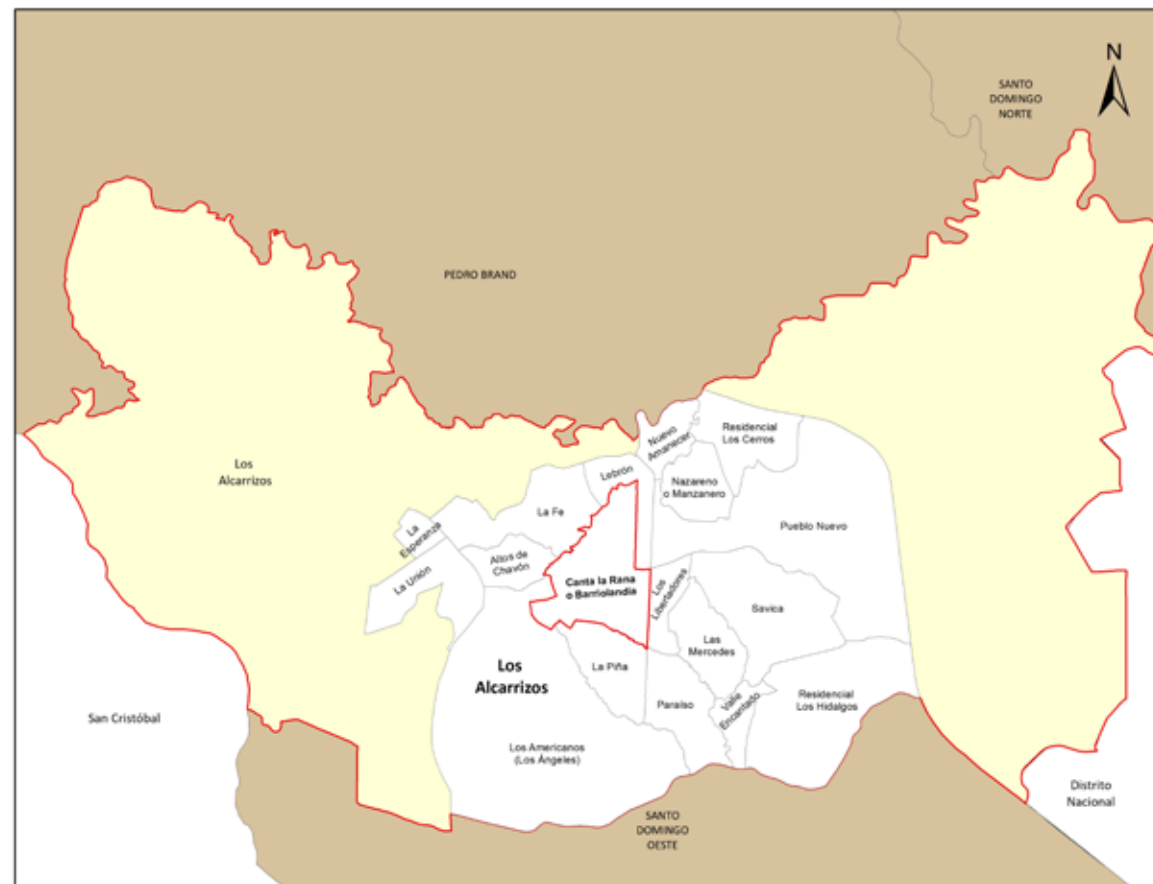 N
SANTO
DOMINGO
NORTE
PEDRO BRAND
Los
Alcarrizos
Nuevo
Amanecer
Residencial
Los Cerros
Lebrón
Nazareno
o Manzanero
La Fe
Pueblo Nuevo
La
Esperanza
Altos de
Chavón
La Unión
Canta la Rana
o Barriolandia
Los
Libertadores
Savica
Las
Mercedes
La Piña
Los
Alcarrizos
San Cristóbal
Paraíso
Valle
Encantado
Residencial
Los Hidalgos
Los Americanos
(Los Ángeles)
Distrito
Nacional
SANTO
DOMINGO
OESTE